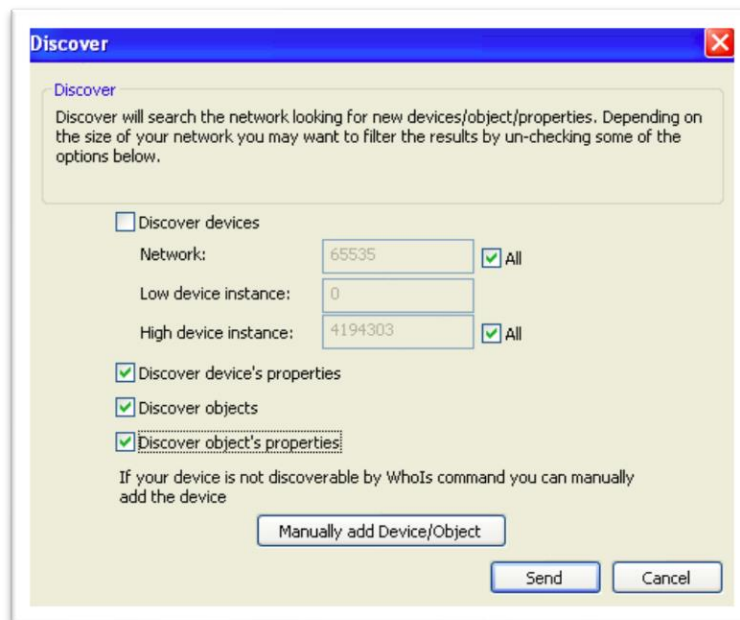 Discover
Discover
Discover will search the network looking for new devices/object/properties. Depending on
the size of your network you may want to filter the results by un-checking some of the
options below.
Discover devices
Network: 65535 All
Low device instance: 0
High device instance: 4194303 All
Discover device's properties
Discover objects
Discover object's properties
If your device is not discoverable by WhoIs command you can manually
add the device
Manually add Device/Object
Send Cancel